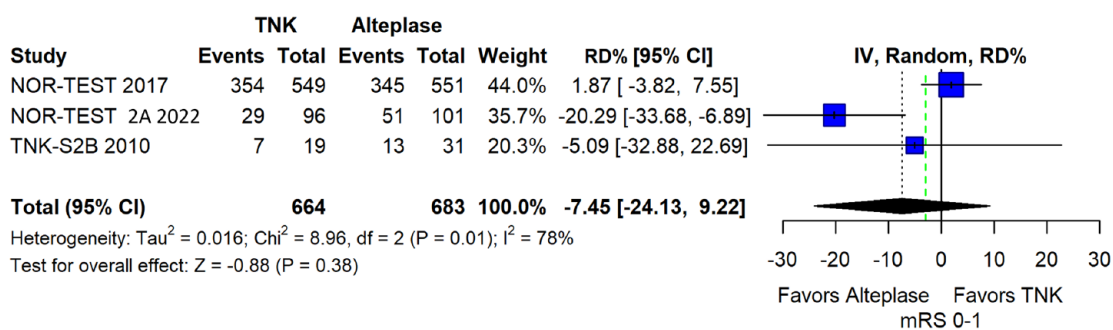 TNK Alteplase
Study Events Total Events Total Weight RD% [95% CI] IV, Random, RD%
NOR-TEST 2017 354 549 345 551 44.0% 1.87 [ -3.82, 7.55]
NOR-TEST 2A 2022 29 96 51 101 35.7% -20.29 [-33.68, -6.89]
TNK-S2B 2010 7 19 13 31 20.3% -5.09 [-32.88, 22.69]
Total (95% CI) 664 683 100.0% -7.45 [-24.13, 9.22]
Heterogeneity: Tau² = 0.016; Chi² = 8.96, df = 2 (P = 0.01); I² = 78%
Test for overall effect: Z = -0.88 (P = 0.38)
-30 -20 -10 0 10 20 30
Favors Alteplase Favors TNK
mRS 0-1